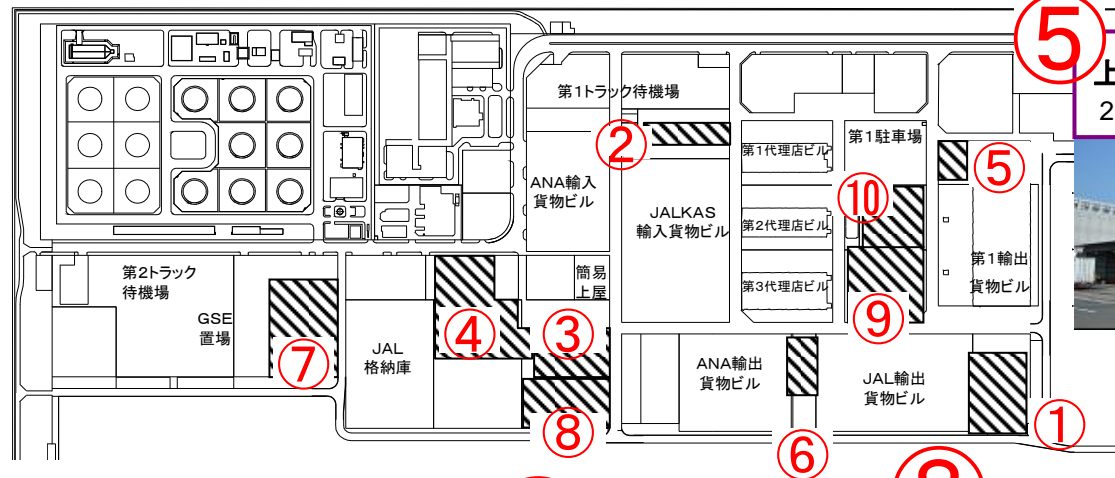 ⑤
上
2
第1トラック待機場
②
第1駐車場
第1代理店ビル
⑤
ANA輸入
貨物ビル
⑩
JALKAS
輸入貨物ビル
第2代理店ビル
第1輸出
貨物ビル
第2トラック
待機場
簡易
上屋
第3代理店ビル
GSE
置場
④
③
⑨
⑦
JAL
格納庫
ANA輸出
貨物ビル
JAL輸出
貨物ビル
⑧
①
⑥